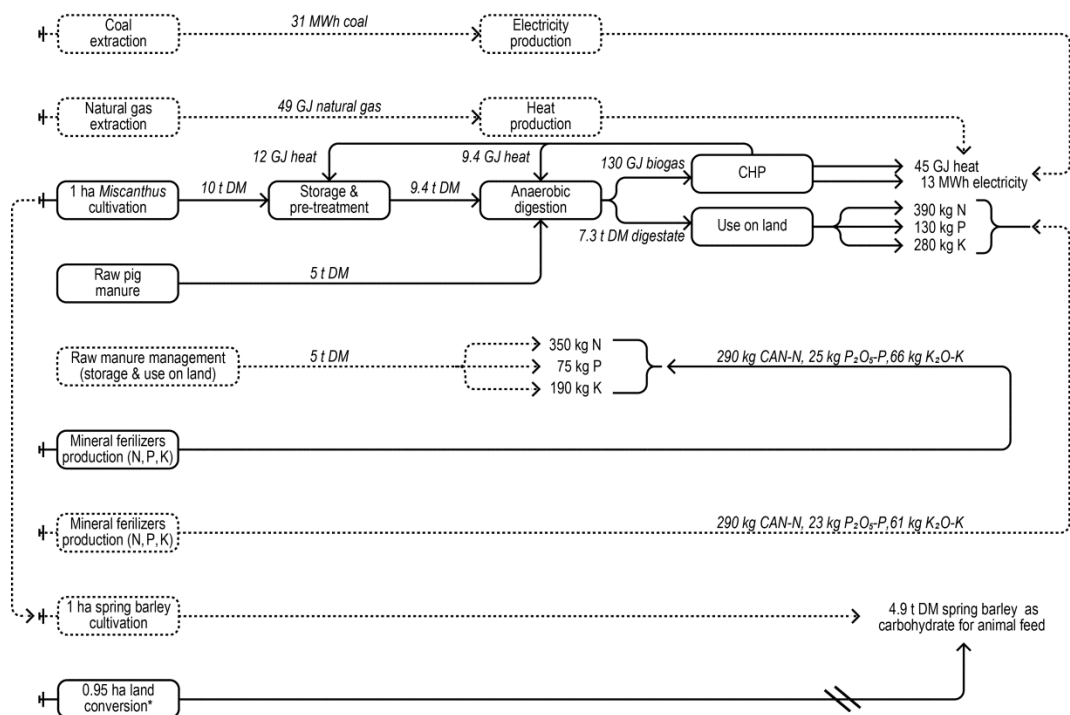 Coal
extraction
31 MWh coal
Electricity
production
Natural gas
extraction
49 GJ natural gas
Heat
production
12 GJ heat
9.4 GJ heat
130 GJ biogas
CHP
45 GJ heat
13 MWh electricity
1 ha Miscanthus
cultivation
10 t DM
Storage &
pre-treatment
9.4 t DM
Anaerobic
digestion
7.3 t DM digestate
Use on land
390 kg N
130 kg P
280 kg K
Raw pig
manure
5 t DM
Raw manure management
(storage & use on land)
5 t DM
350 kg N
75 kg P
190 kg K
290 kg CAN-N, 25 kg P₂O₅-P,66 kg K₂O-K
Mineral ferilizers
production (N, P, K)
Mineral ferilizers
production (N, P, K)
290 kg CAN-N, 23 kg P₂O₅-P,61 kg K₂O-K
1 ha spring barley
cultivation
4.9 t DM spring barley as
carbohydrate for animal feed
0.95 ha land
conversion*